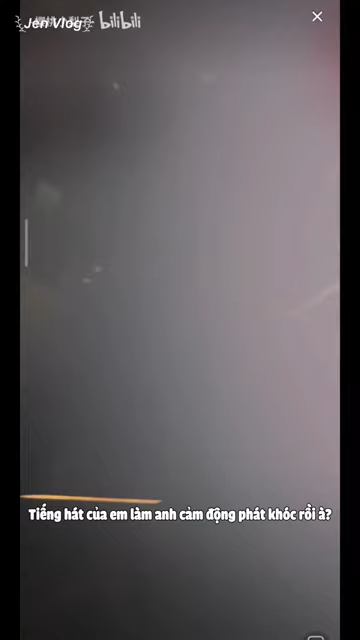 Jen Vlog
bilibili
Tiếng hát của em làm anh cảm động phát khóc rồi à?